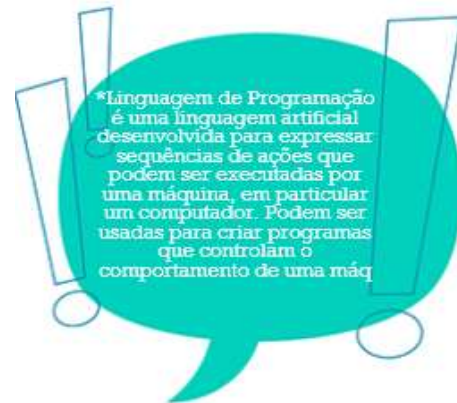 *Linguagem de Programação
é uma linguagem artificial
desenvolvida para expressar
sequências de ações que
podem ser executadas por
uma máquina, em particular
um computador. Podem ser
usadas para criar programas
que controlam o
comportamento de uma máq